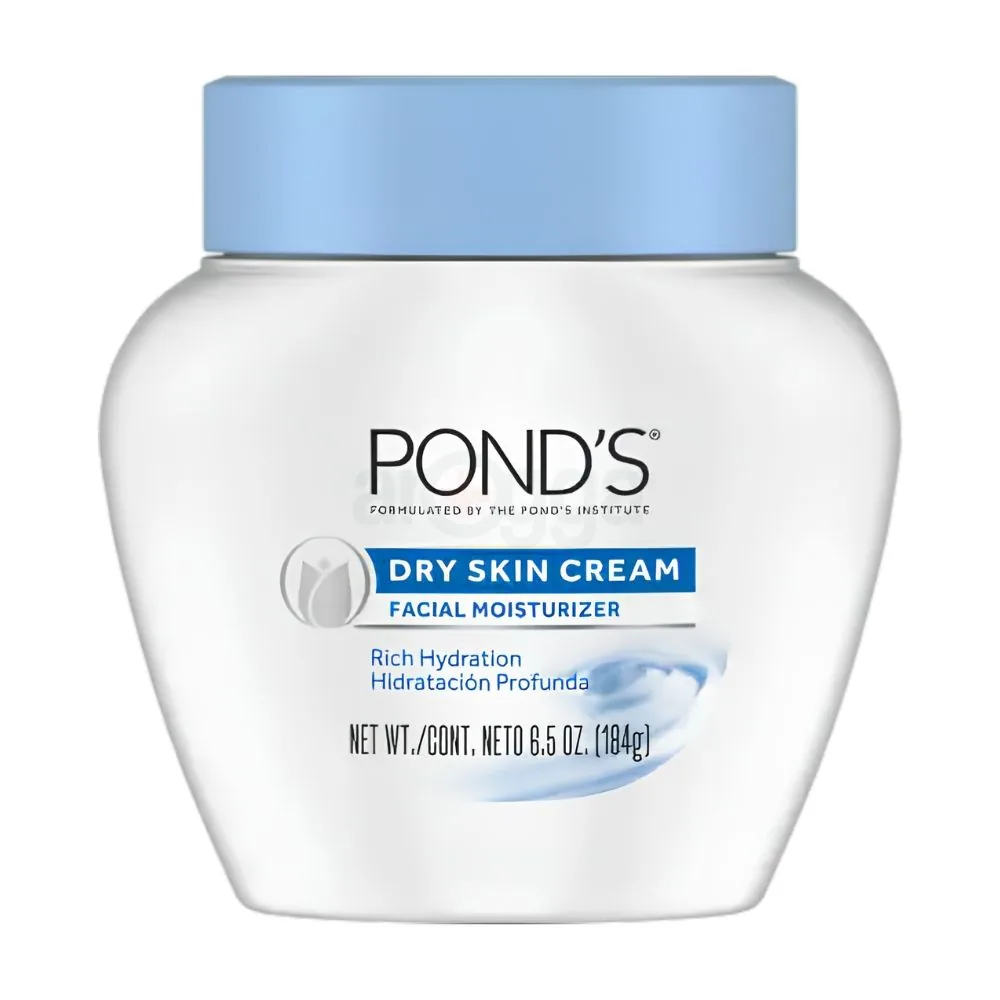 POND'S®
FORMULATED BY THE POND'S INSTITUTE
DRY SKIN CREAM
FACIAL MOISTURIZER
Rich Hydration
Hldratación Profunda
NET WT./CONT. NETO 6.5 OZ. (184g)